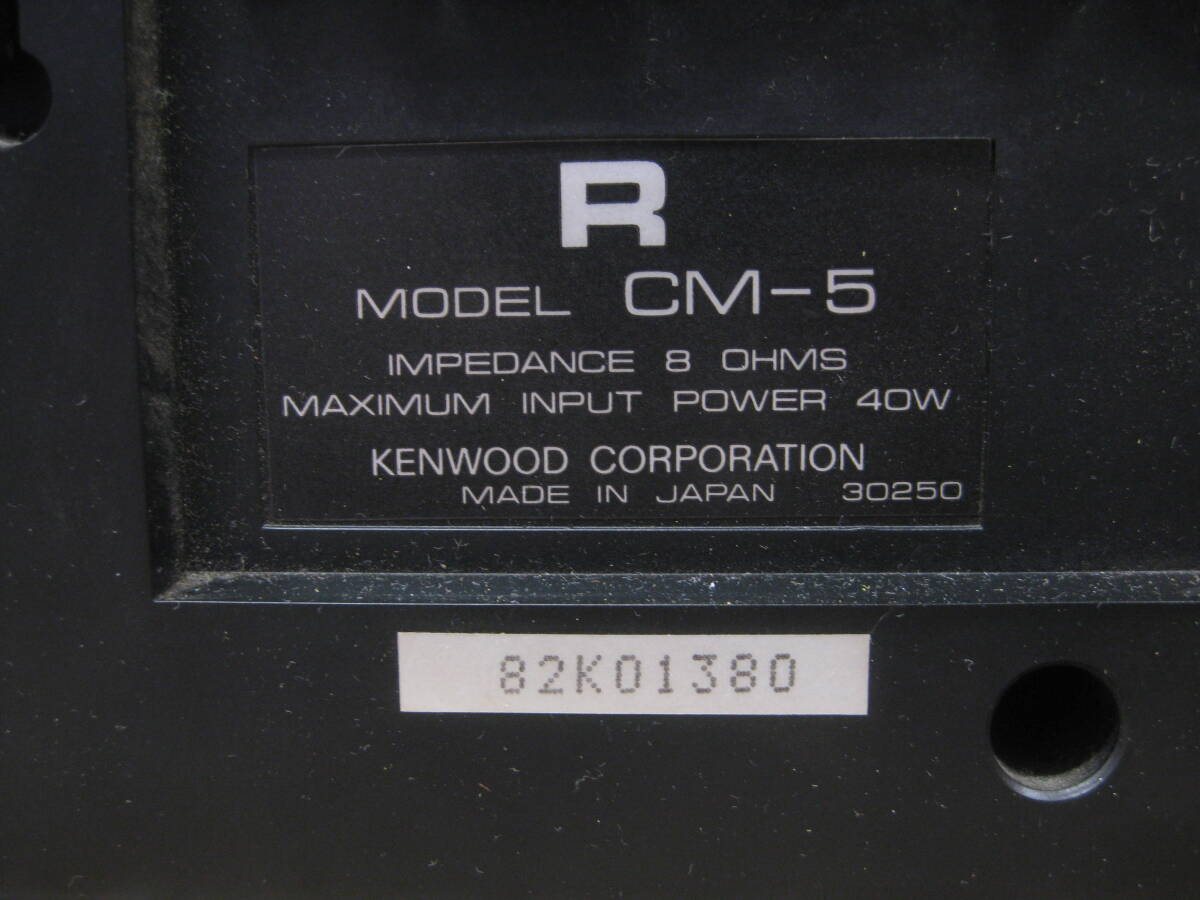 R
MODEL CM-5
IMPEDANCE 8 OHMS
MAXIMUM INPUT POWER 40W
KENWOOD CORPORATION
MADE IN JAPAN 30250
82K01380